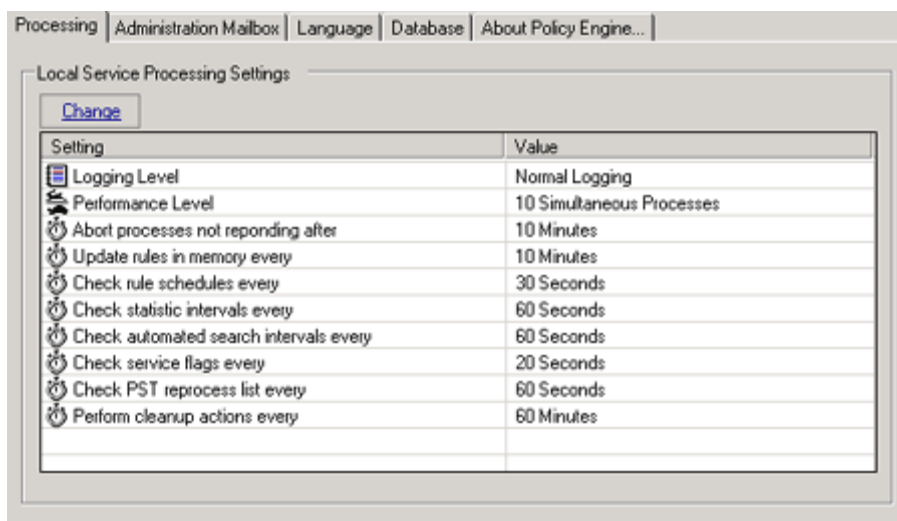 Processing Administration Mailbox Language Database About Policy Engine...
Local Service Processing Settings
Change
Setting Value
Logging Level Normal Logging
Performance Level 10 Simultaneous Processes
Abort processes not reponding after 10 Minutes
Update rules in memory every 10 Minutes
Check rule schedules every 30 Seconds
Check statistic intervals every 60 Seconds
Check automated search intervals every 60 Seconds
Check service flags every 20 Seconds
Check PST reprocess list every 60 Seconds
Perform cleanup actions every 60 Minutes